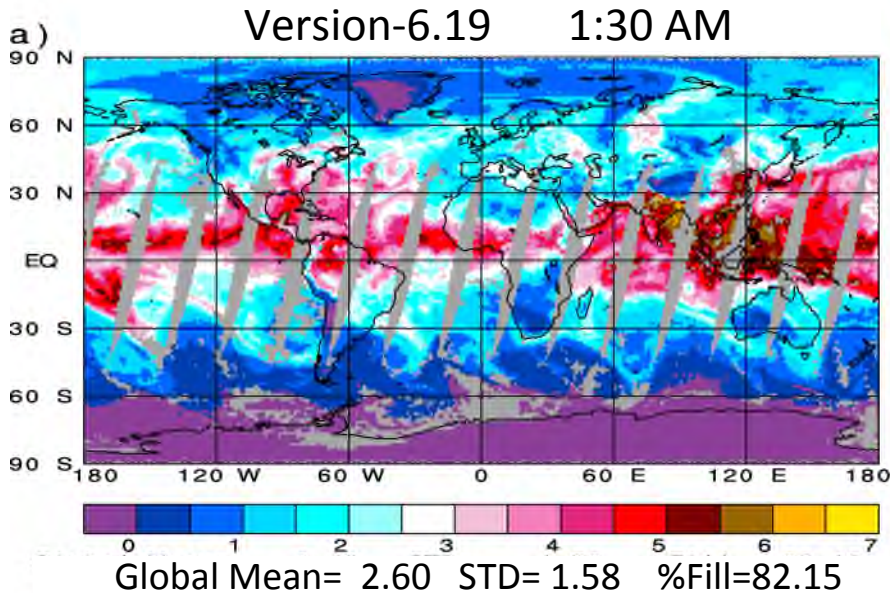 Version-6.19 1:30 AM
a)
90 N
60 N
30 N
EQ
30 S
60 S
90 S
180 120 W 60 W 0 60 E 120 E 180
0 1 2 3 4 5 6 7
Global Mean= 2.60 STD= 1.58 %Fill=82.15